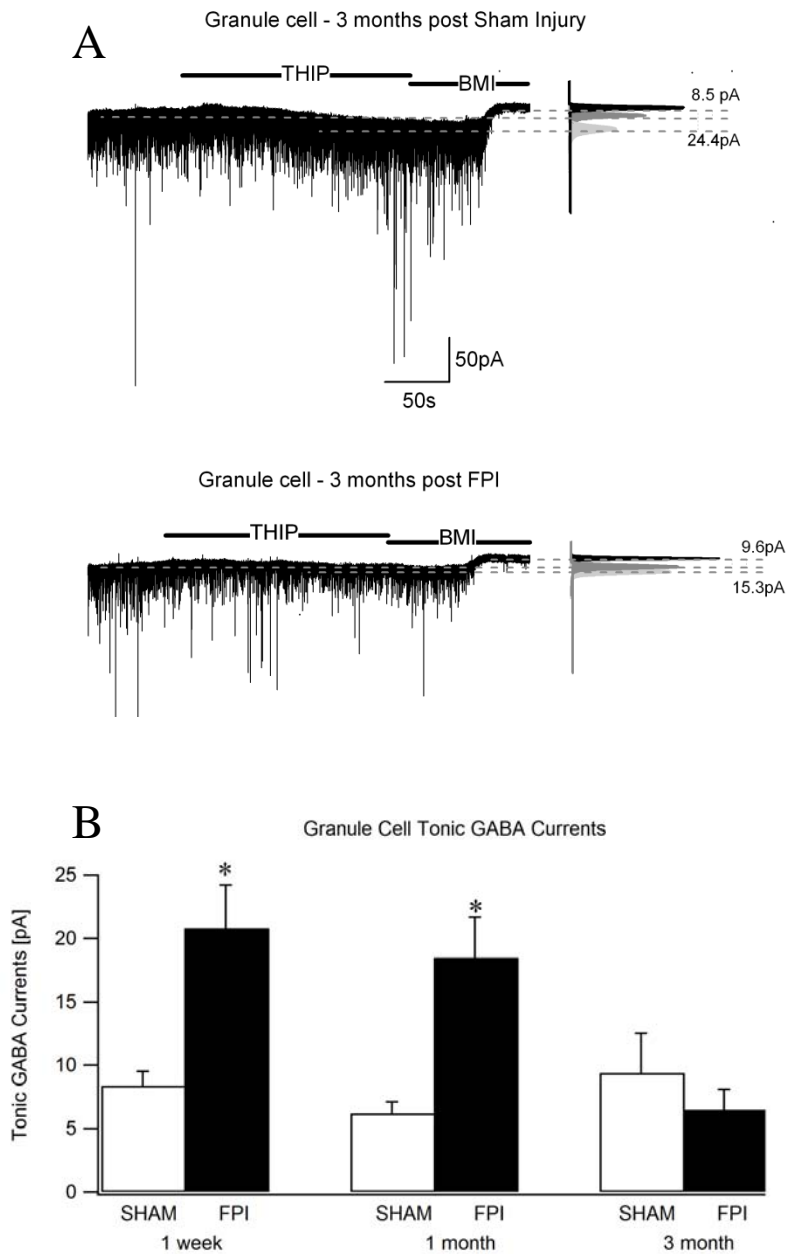 A
Granule cell - 3 months post Sham Injury
THIP
BMI
8.5 pA
24.4pA
50pA
50s
Granule cell - 3 months post FPI
THIP
BMI
9.6pA
15.3pA
B
Granule Cell Tonic GABA Currents
Tonic GABA Currents [pA]
25
20
15
10
5
0
*
*
SHAM FPI SHAM FPI SHAM FPI
1 week 1 month 3 month